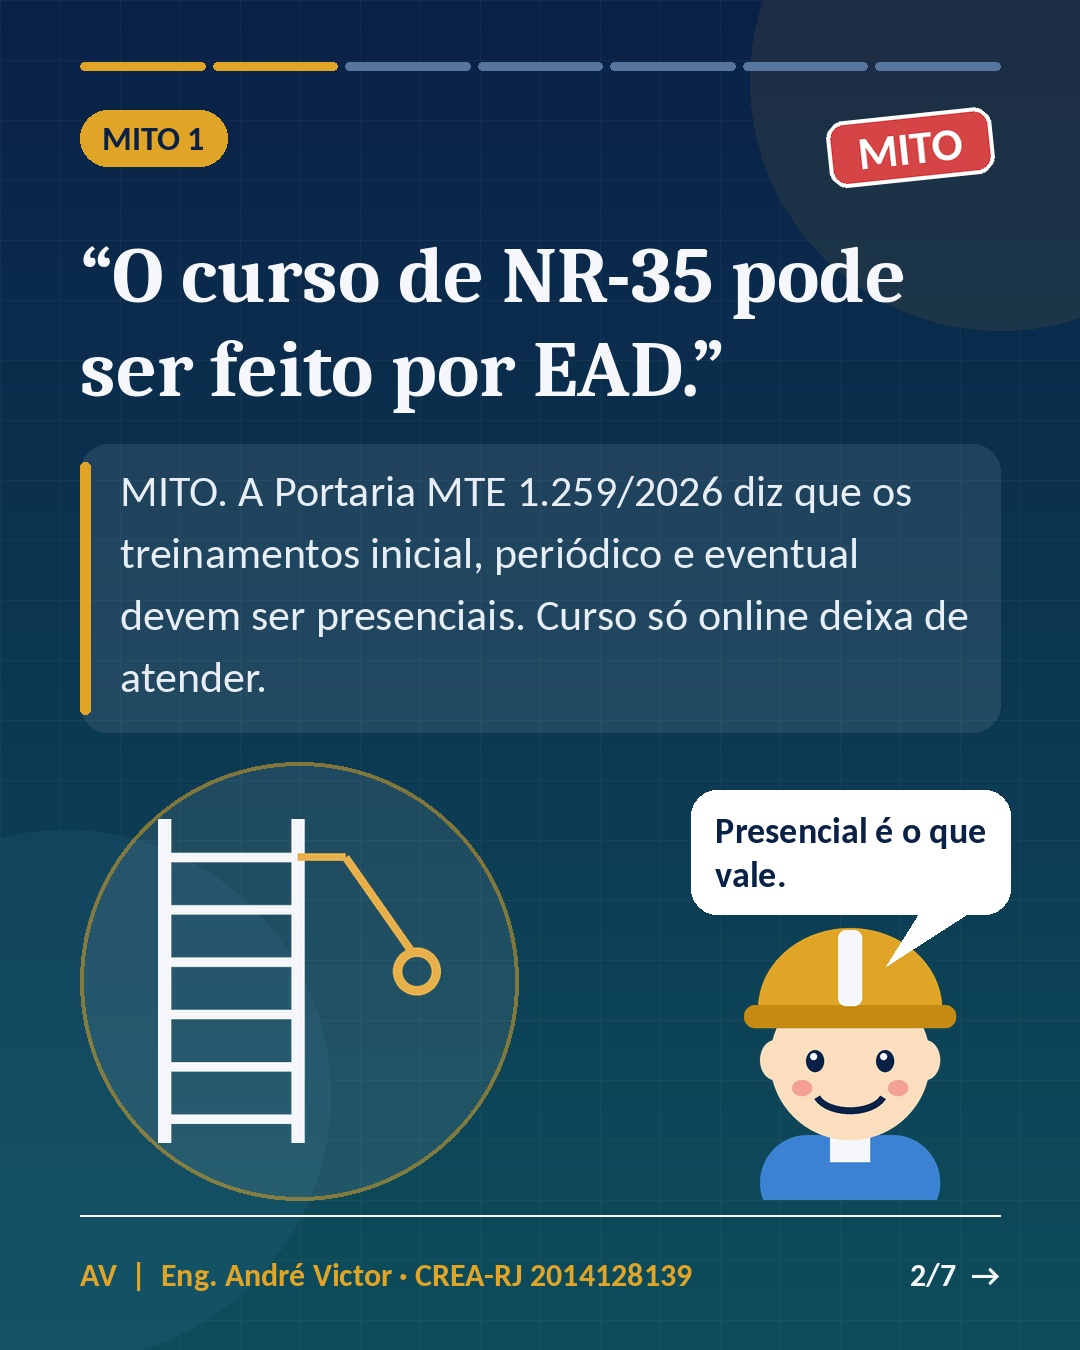 MITO 1
MITO
“O curso de NR-35 pode
ser feito por EAD.”
MITO. A Portaria MTE 1.259/2026 diz que os
treinamentos inicial, periódico e eventual
devem ser presenciais. Curso só online deixa de
atender.
Presencial é o que
vale.
AV | Eng. André Victor · CREA-RJ 2014128139
2/7 →